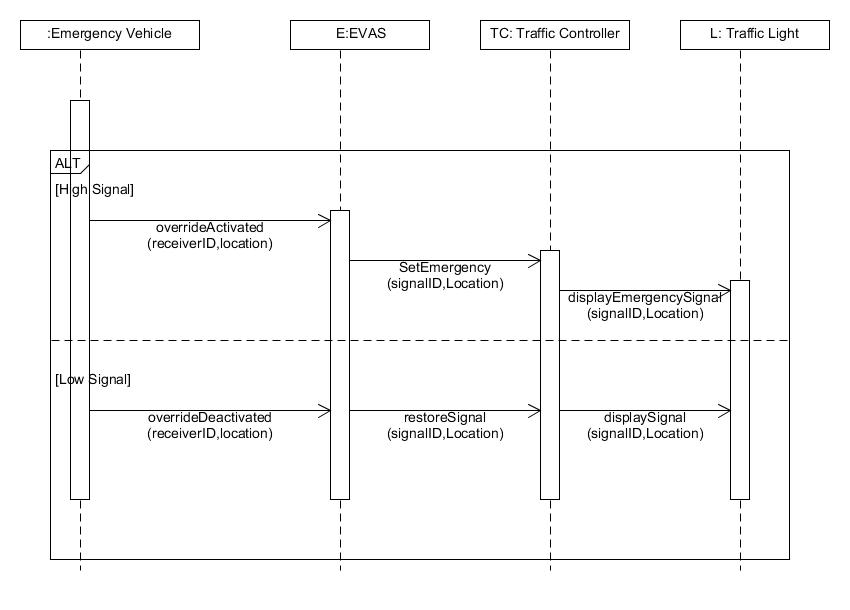 :Emergency Vehicle
E:EVAS
TC: Traffic Controller
L: Traffic Light
ALT
[High Signal]
overrideActivated
(receiverID,location)
SetEmergency
(signalID,Location)
displayEmergencySignal
(signalID,Location)
[Low Signal]
overrideDeactivated
(receiverID,location)
restoreSignal
(signalID,Location)
displaySignal
(signalID,Location)